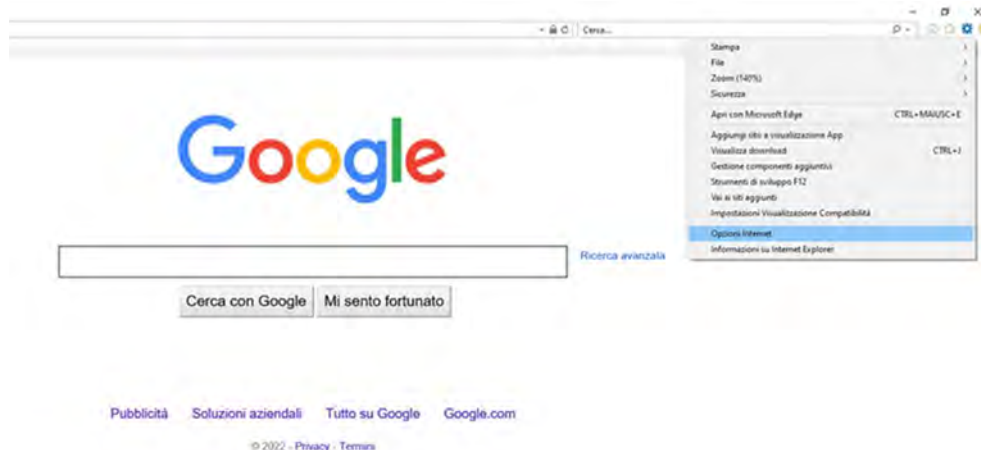 Cerca...
Stampa
File
Zoom (140%)
Sicurezza
Apri con Microsoft Edge CTRL+MAIUSC+E
Aggiungi sito a visualizzazione App
Visualizza download CTRL+J
Gestione componenti aggiuntivi
Strumenti di sviluppo F12
Vai ai siti aggiunti
Impostazioni Visualizzazione Compatibilità
Opzioni Internet
Informazioni su Internet Explorer
Google
Ricerca avanzata
Cerca con Google Mi sento fortunato
Pubblicità Soluzioni aziendali Tutto su Google Google.com
© 2022 - Privacy - Termini